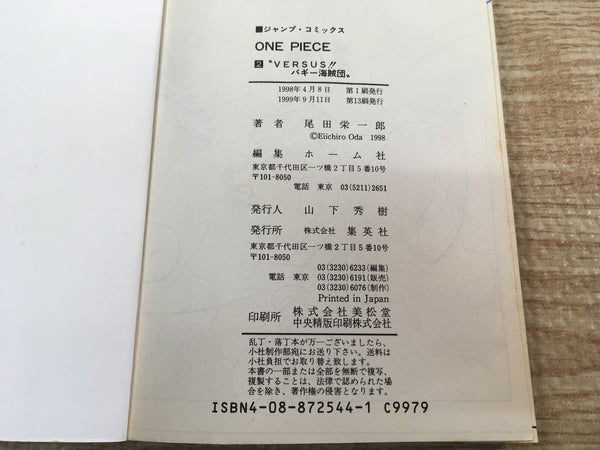 ■ジャンプ・コミックス
ONE PIECE
2 〝VERSUS!!
バギー海賊団〟
1998年4月8日 第1刷発行
1999年9月11日 第13刷発行
著者 尾田栄一郎
©Eiichiro Oda 1998
編集 ホーム社
東京都千代田区一ツ橋2丁目5番10号
〒101-8050
電話 東京 03(5211)2651
発行人 山下秀樹
発行所 株式会社 集英社
東京都千代田区一ツ橋2丁目5番10号
〒101-8050
03(3230)6233(編集)
電話 東京 03(3230)6191(販売)
03(3230)6076(制作)
Printed in Japan
印刷所 株式会社美松堂
中央精版印刷株式会社
乱丁・落丁本が万一ございましたら、
小社制作部宛にお送り下さい。送料は
小社負担でお取り替え致します。
本書の一部または全部を無断で複写、
複製することは、法律で認められた場
合を除き、著作権の侵害となります。
ISBN4-08-872544-1 C9979